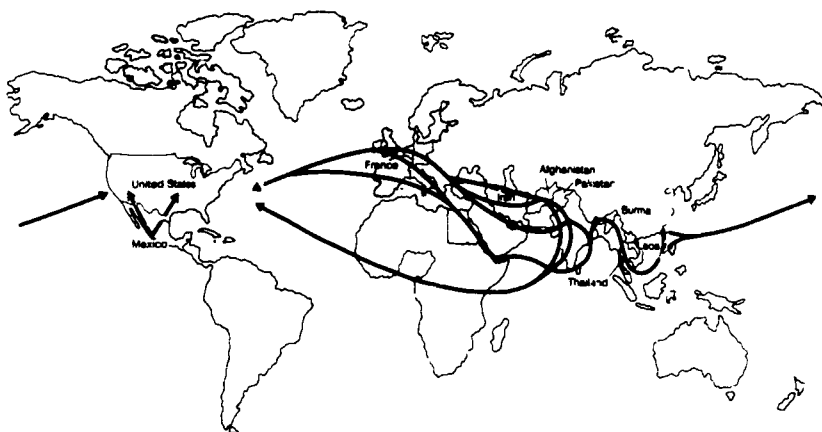 France
United States
Mexico
Afghanistan
Pakistan
Iran
Burma
Laos
Thailand